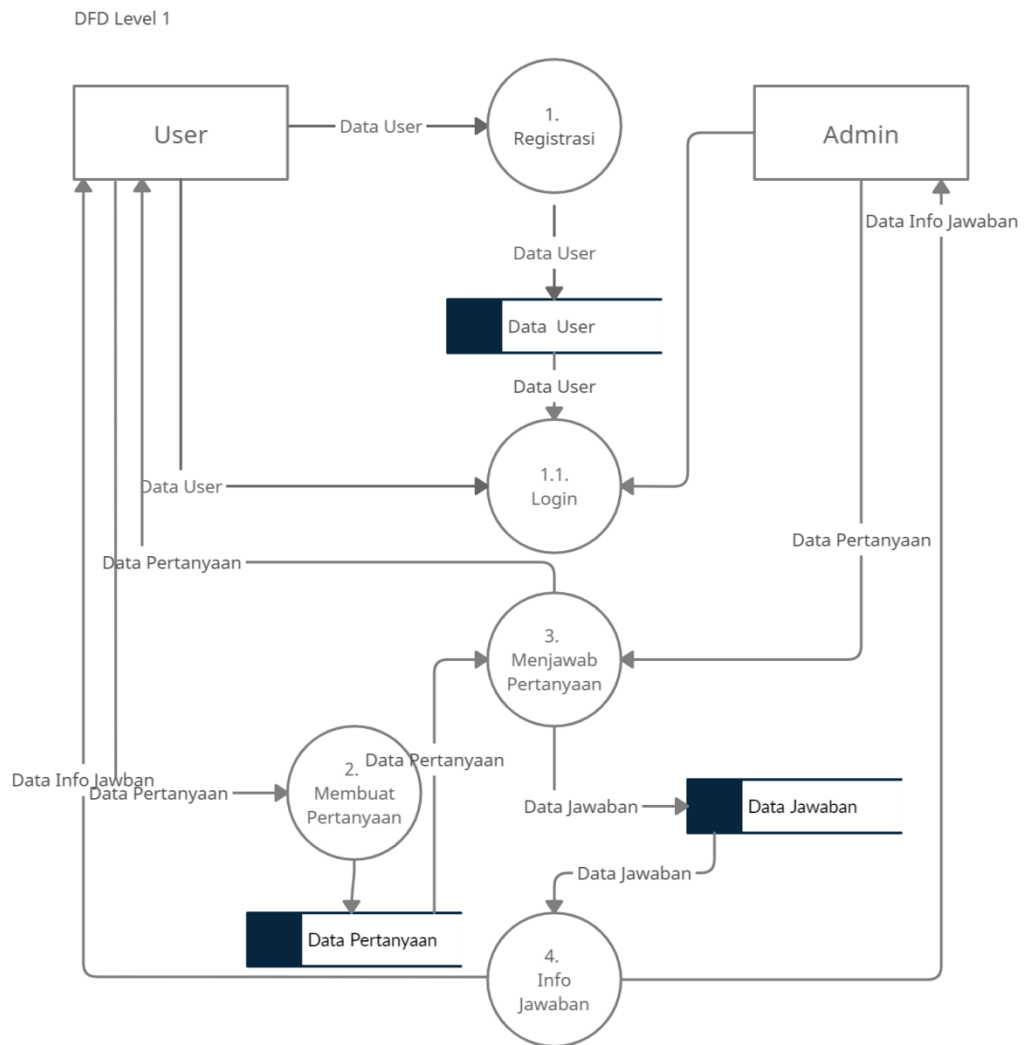 DFD Level 1
User
Data User
1.
Registrasi
Admin
Data Info Jawaban
Data User
Data User
Data User
1.1.
Login
Data User
Data Pertanyaan
Data Pertanyaan
3.
Menjawab
Pertanyaan
Data Pertanyaan
2.
Membuat
Pertanyaan
Data Info Jawban
Data Pertanyaan
Data Jawaban
Data Jawaban
Data Jawaban
Data Pertanyaan
4.
Info
Jawaban